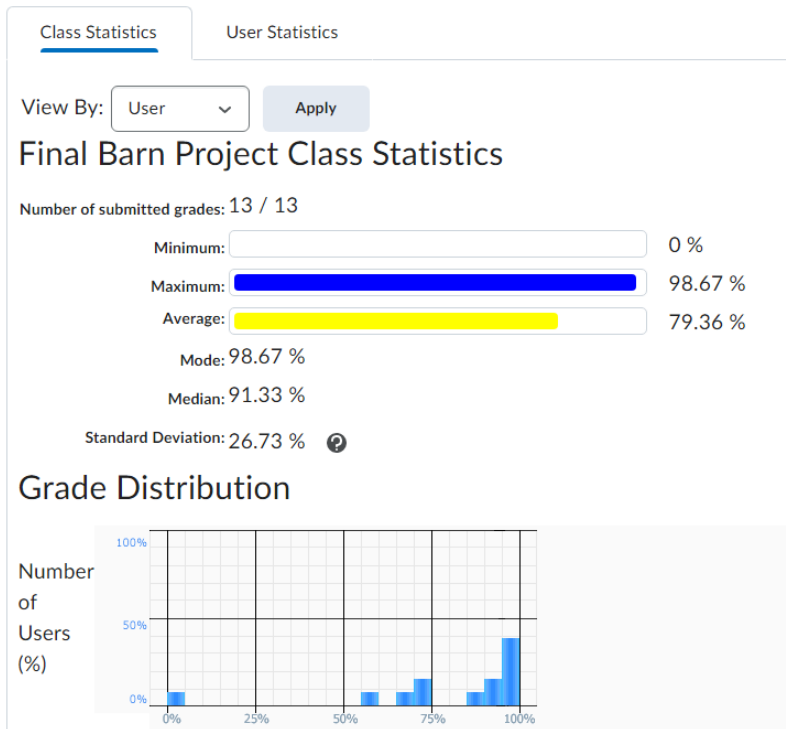 Class Statistics User Statistics
View By: User Apply
Final Barn Project Class Statistics
Number of submitted grades: 13 / 13
Minimum: 0 %
Maximum: 98.67 %
Average: 79.36 %
Mode: 98.67 %
Median: 91.33 %
Standard Deviation: 26.73 % ?
Grade Distribution
100%
Number
of
Users
(%)
50%
0%
0% 25% 50% 75% 100%